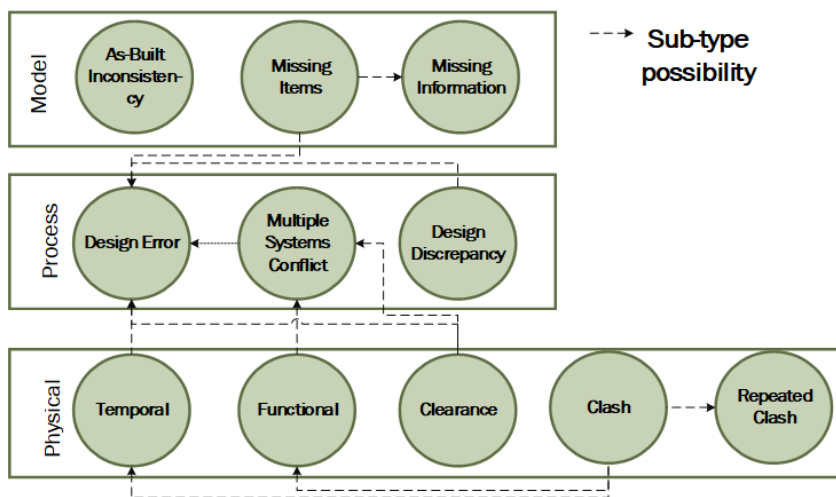 Model
As-Built
Inconsisten-
cy
Missing
Items
Missing
Information
Sub-type
possibility
Process
Design Error
Multiple
Systems
Conflict
Design
Discrepancy
Physical
Temporal
Functional
Clearance
Clash
Repeated
Clash